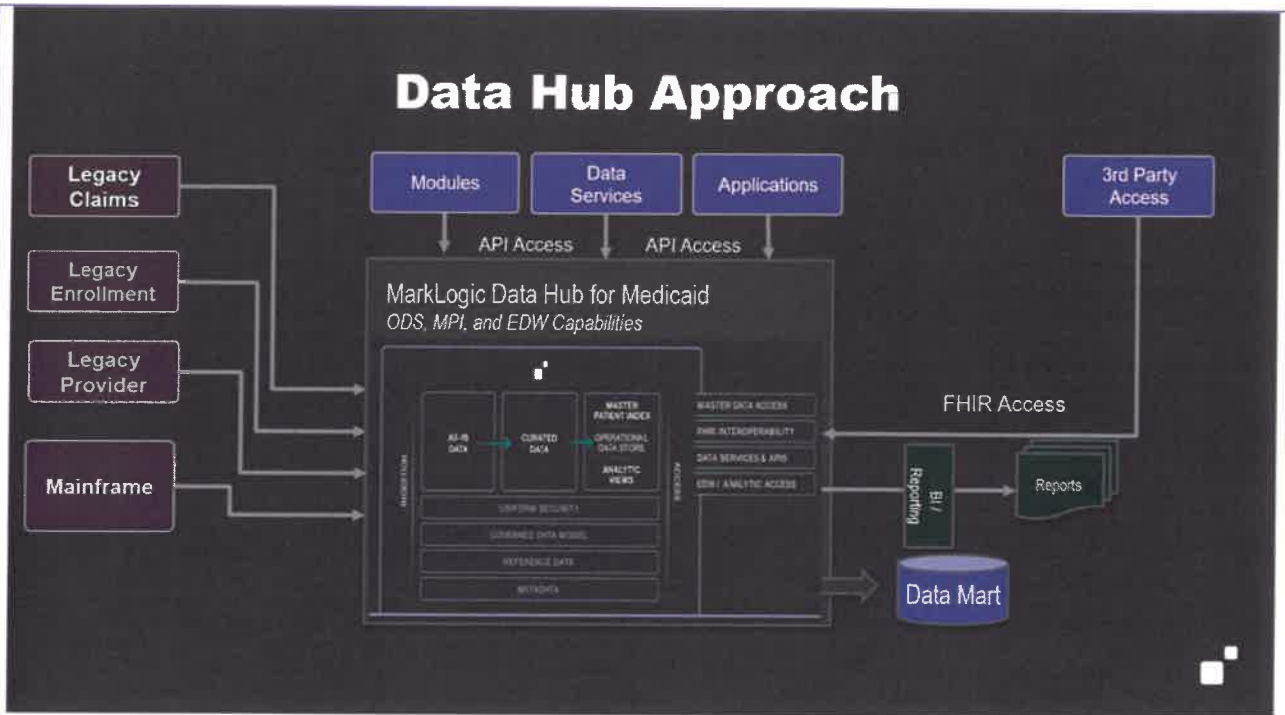 Data Hub Approach
Legacy
Claims
Legacy
Enrollment
Legacy
Provider
Mainframe
Modules
Data
Services
Applications
3rd Party
Access
API Access
API Access
MarkLogic Data Hub for Medicaid
ODS, MPI, and EDW Capabilities
AS-IS
DATA
CURATED
DATA
MASTER
PATIENT INDEX
OPERATIONAL
DATA STORE
ANALYTIC
VIEWS
ACCESS
UNIFORM SECURITY
GOVERNED DATA MODEL
REFERENCE DATA
METADATA
MASTER DATA ACCESS
FHIR INTEROPERABILITY
DATA SERVICES & APIS
EDW / ANALYTIC ACCESS
FHIR Access
BI /
Reporting
Reports
Data Mart